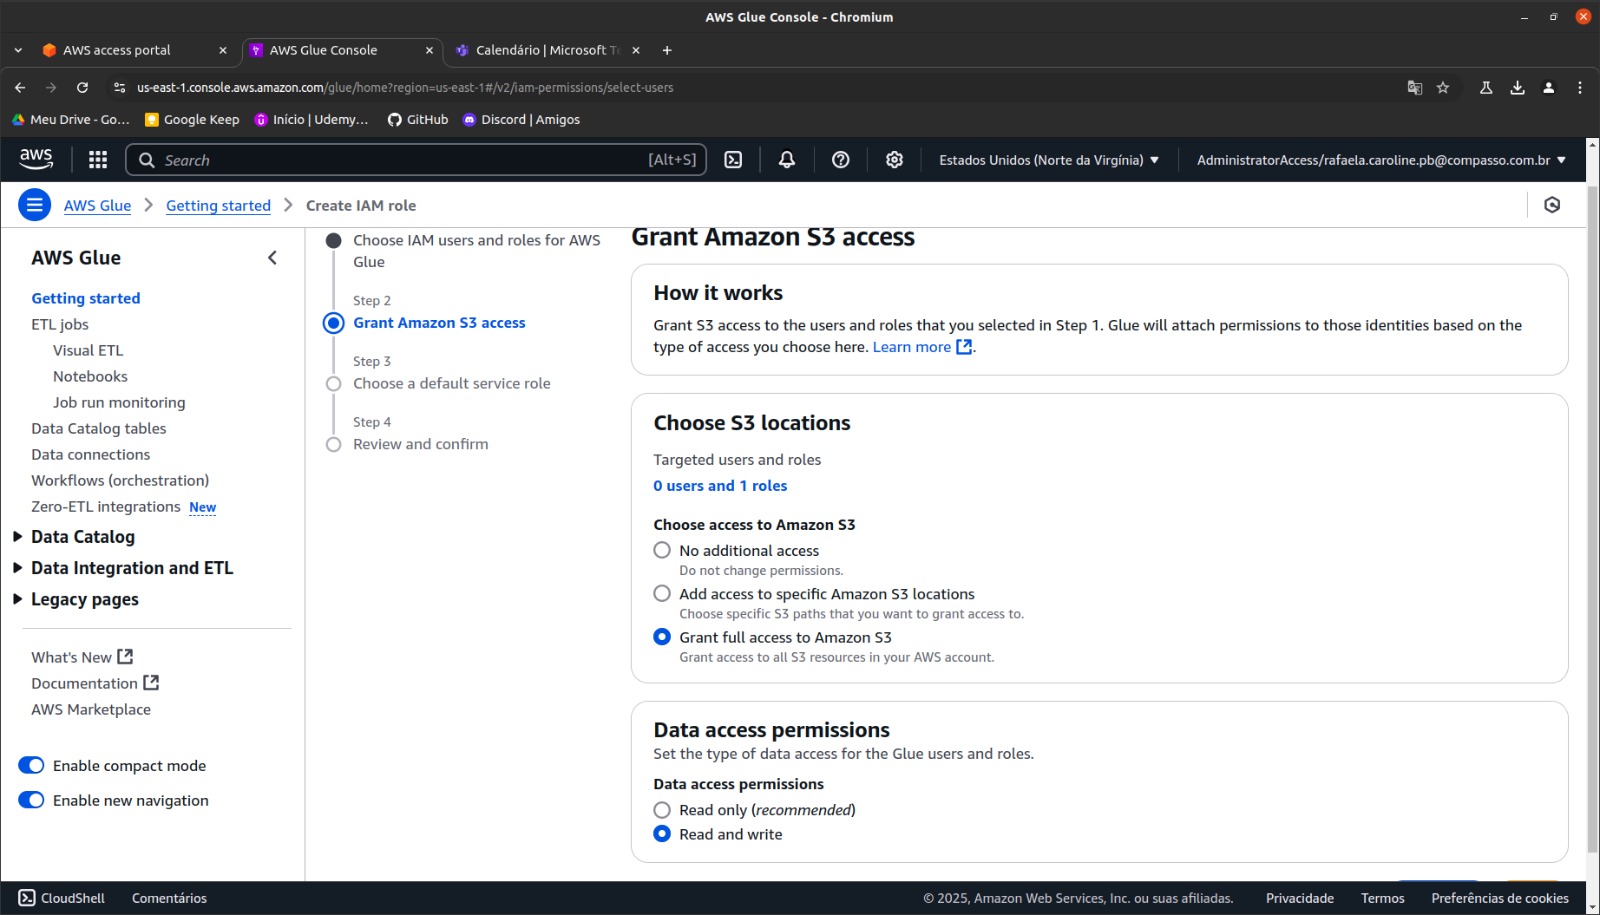 AWS Glue Console - Chromium
AWS access portal
AWS Glue Console
Calendário | Microsoft T
us-east-1.console.aws.amazon.com/glue/home?region=us-east-1#/v2/iam-permissions/select-users
Meu Drive - Go...
Google Keep
Início | Udemy...
GitHub
Discord | Amigos
aws
Search
[Alt+S]
Estados Unidos (Norte da Virgínia)
AdministratorAccess/rafaela.caroline.pb@compasso.com.br
AWS Glue
Getting started
Create IAM role
AWS Glue
Getting started
ETL jobs
Visual ETL
Notebooks
Job run monitoring
Data Catalog tables
Data connections
Workflows (orchestration)
Zero-ETL integrations New
Data Catalog
Data Integration and ETL
Legacy pages
What's New
Documentation
AWS Marketplace
Enable compact mode
Enable new navigation
Choose IAM users and roles for AWS
Glue
Step 2
Grant Amazon S3 access
Step 3
Choose a default service role
Step 4
Review and confirm
Grant Amazon S3 access
How it works
Grant S3 access to the users and roles that you selected in Step 1. Glue will attach permissions to those identities based on the
type of access you choose here. Learn more.
Choose S3 locations
Targeted users and roles
0 users and 1 roles
Choose access to Amazon S3
No additional access
Do not change permissions.
Add access to specific Amazon S3 locations
Choose specific S3 paths that you want to grant access to.
Grant full access to Amazon S3
Grant access to all S3 resources in your AWS account.
Data access permissions
Set the type of data access for the Glue users and roles.
Data access permissions
Read only (recommended)
Read and write
CloudShell
Comentários
© 2025, Amazon Web Services, Inc. ou suas afiliadas.
Privacidade
Termos
Preferências de cookies